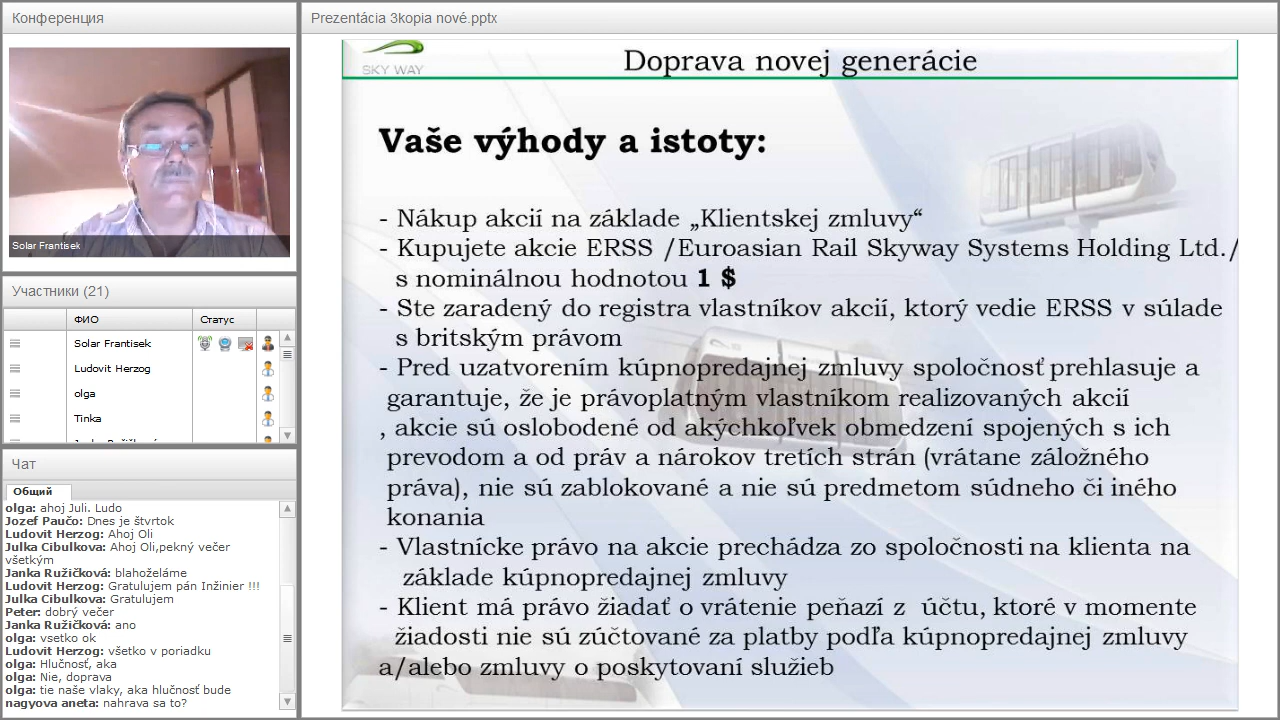 Конференция
Solar Frantisek
Участники (21)
ФИО
Статус
Solar Frantisek
Ludovit Herzog
olga
Tinka
Чат
Общий
olga: ahoj Juli. Ludo
Jozef Paučo: Dnes je štvrtok
Ludovit Herzog: Ahoj Oli
Julka Cibulkova: Ahoj Oli,pekný večer
všetkým
Janka Ružičková: blahoželáme
Ludovit Herzog: Gratulujem pán Inžinier !!!
Julka Cibulkova: Gratulujem
Peter: dobrý večer
Janka Ružičková: ano
olga: vsetko ok
Ludovit Herzog: všetko v poriadku
olga: Hlučnosť, aka
olga: Nie, doprava
olga: tie naše vlaky, aka hlučnosť bude
nagyova aneta: nahrava sa to?
Prezentácia 3kopia nové.pptx
SKY WAY
Doprava novej generácie
Vaše výhody a istoty:
- Nákup akcií na základe „Klientskej zmluvy“
- Kupujete akcie ERSS /Euroasian Rail Skyway Systems Holding Ltd./
s nominálnou hodnotou 1 $
- Ste zaradený do registra vlastníkov akcií, ktorý vedie ERSS v súlade
s britským právom
- Pred uzatvorením kúpnopredajnej zmluvy spoločnosť prehlasuje a
garantuje, že je právoplatným vlastníkom realizovaných akcií
, akcie sú oslobodené od akýchkoľvek obmedzení spojených s ich
prevodom a od práv a nárokov tretích strán (vrátane záložného
práva), nie sú zablokované a nie sú predmetom súdneho či iného
konania
- Vlastnícke právo na akcie prechádza zo spoločnosti na klienta na
základe kúpnopredajnej zmluvy
- Klient má právo žiadať o vrátenie peňazí z účtu, ktoré v momente
žiadosti nie sú zúčtované za platby podľa kúpnopredajnej zmluvy
a/alebo zmluvy o poskytovaní služieb